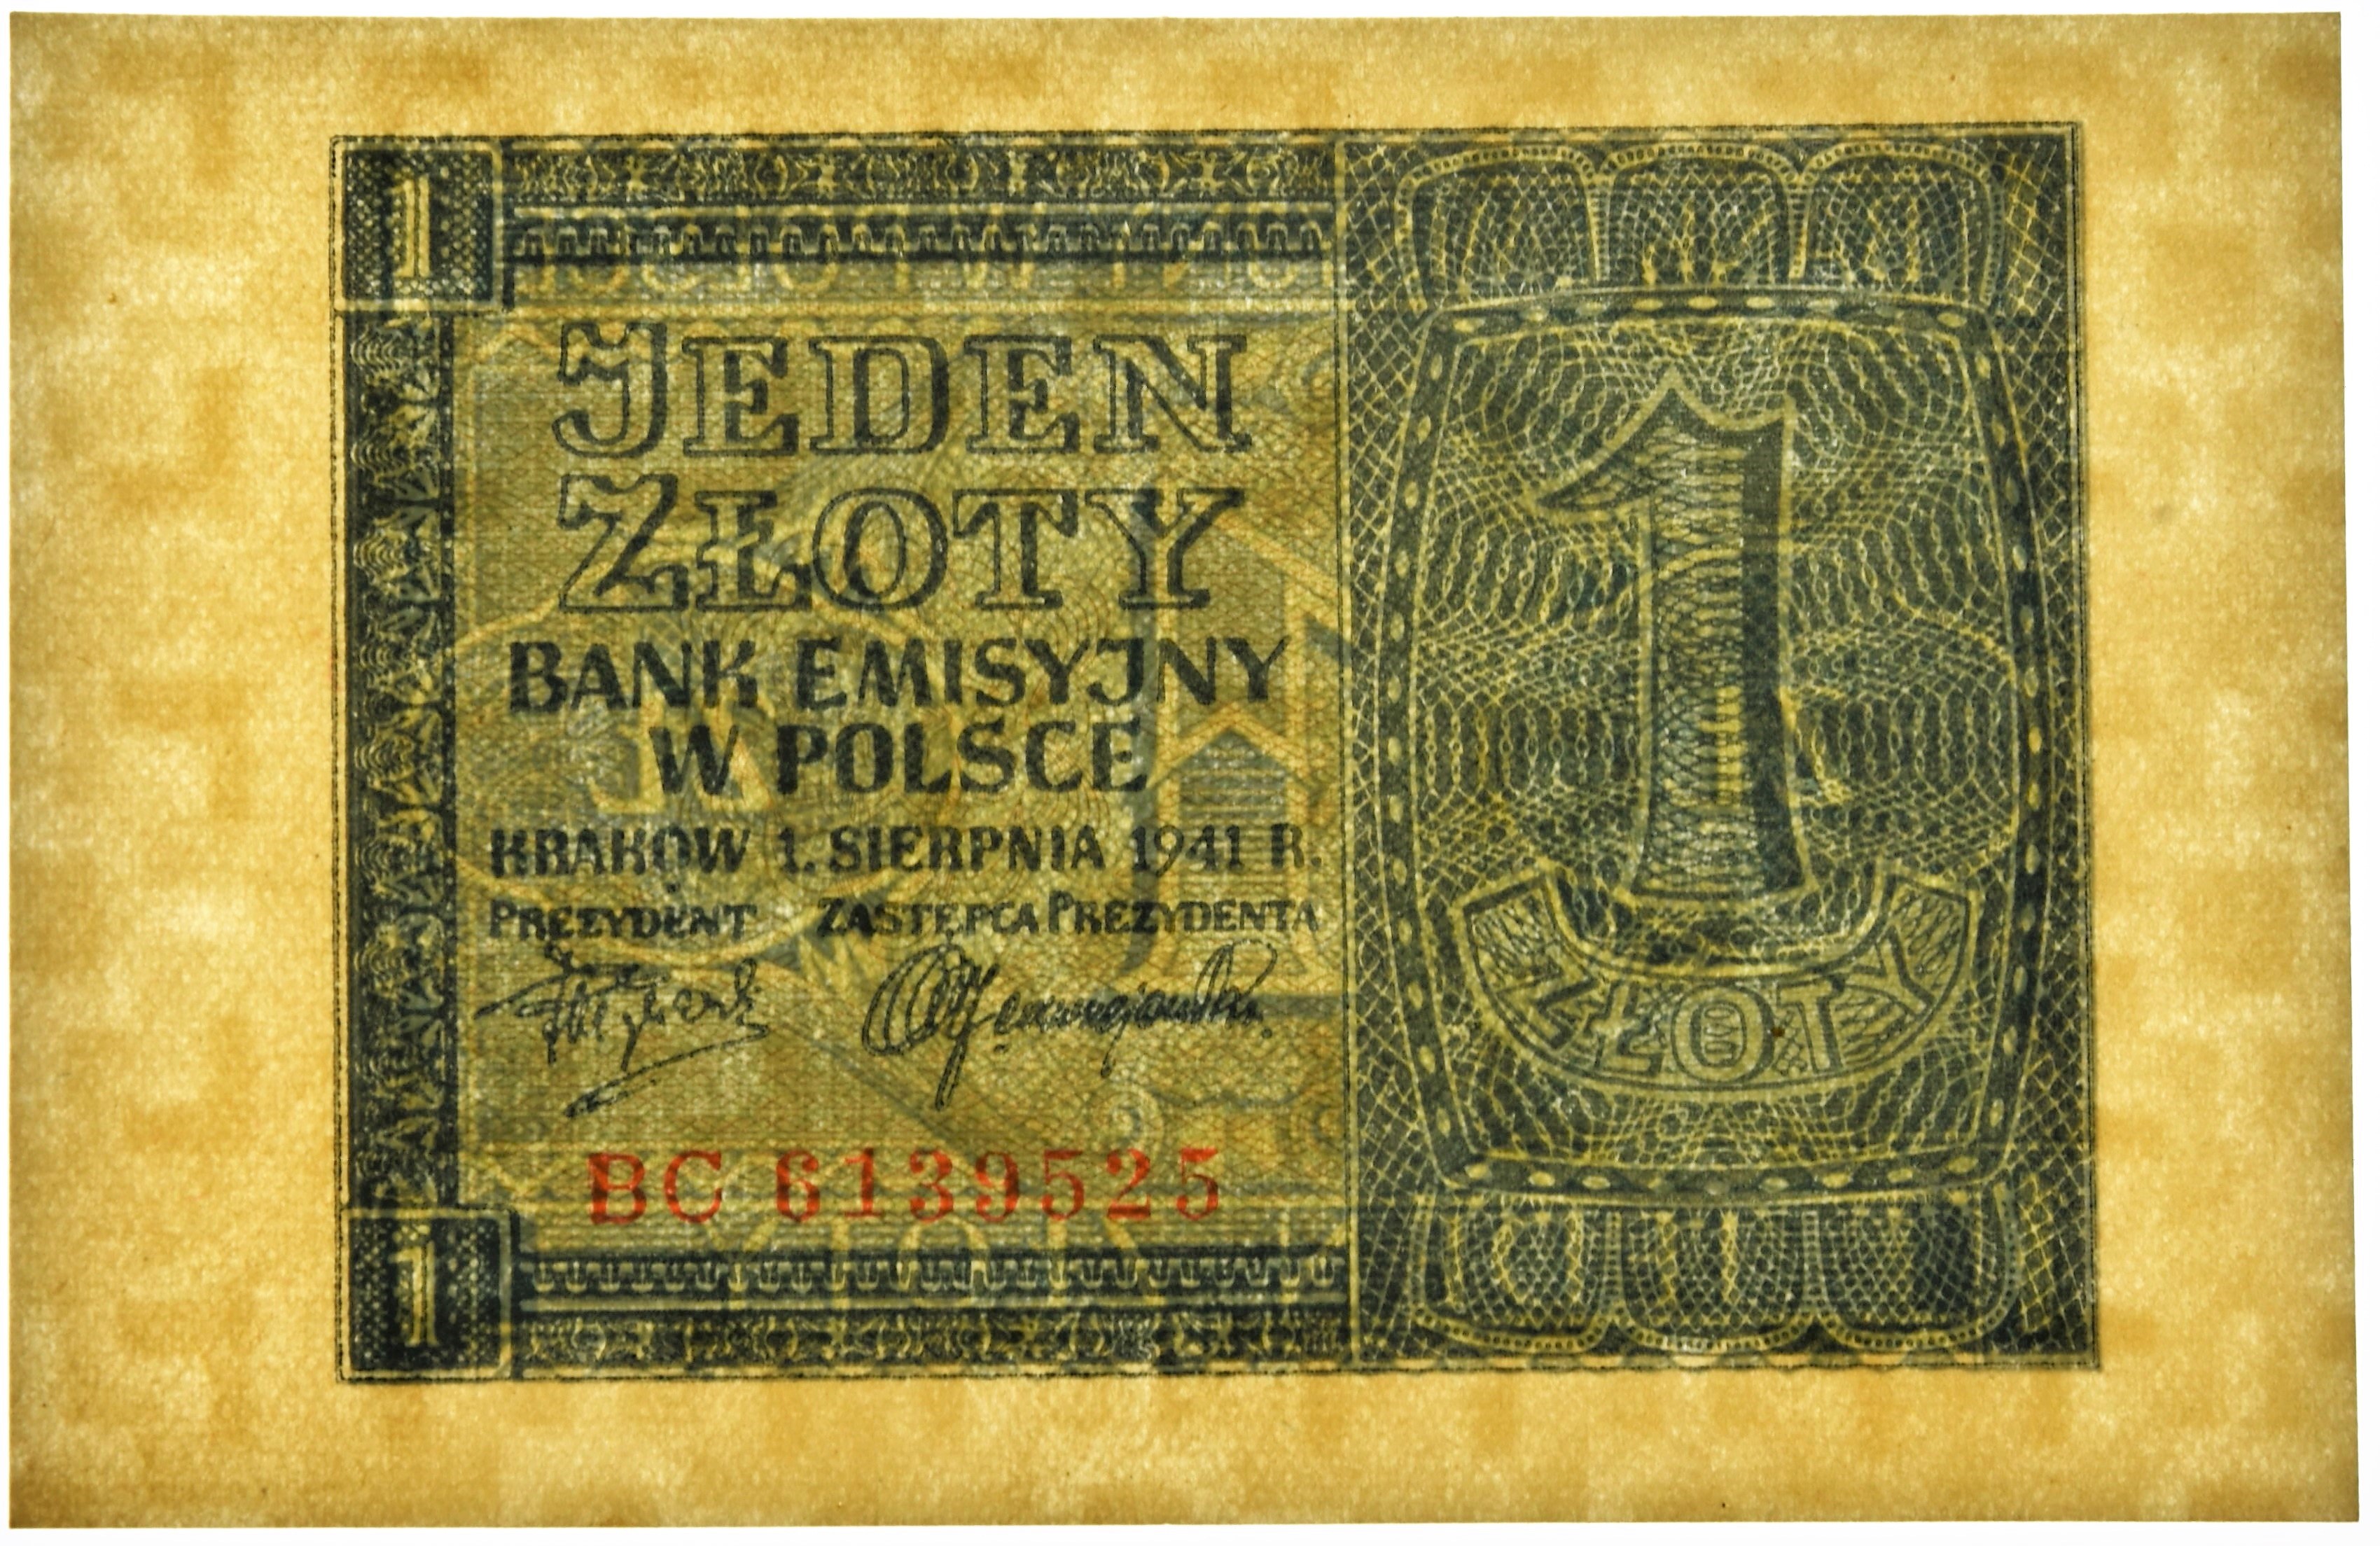 1
JEDEN
ZŁOTY
BANK EMISYJNY
W POLSCE
KRAKÓW 1. SIERPNIA 1941 R.
PREZYDENT ZASTĘPCA PREZYDENTA
BC 6139525
1
1
ZŁOTY